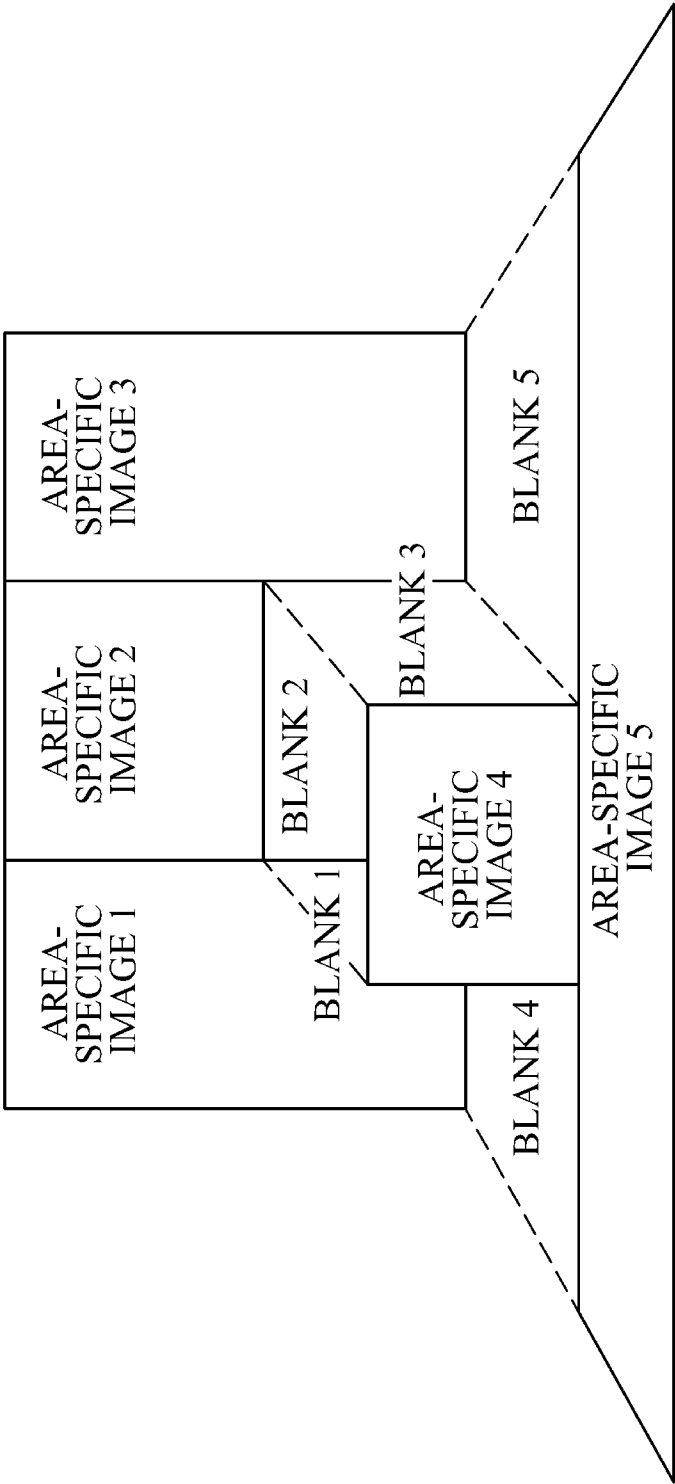 AREA-
SPECIFIC
IMAGE 1
AREA-
SPECIFIC
IMAGE 2
AREA-
SPECIFIC
IMAGE 3
BLANK 1
BLANK 2
BLANK 3
AREA-
SPECIFIC
IMAGE 4
BLANK 4
BLANK 5
AREA-SPECIFIC
IMAGE 5